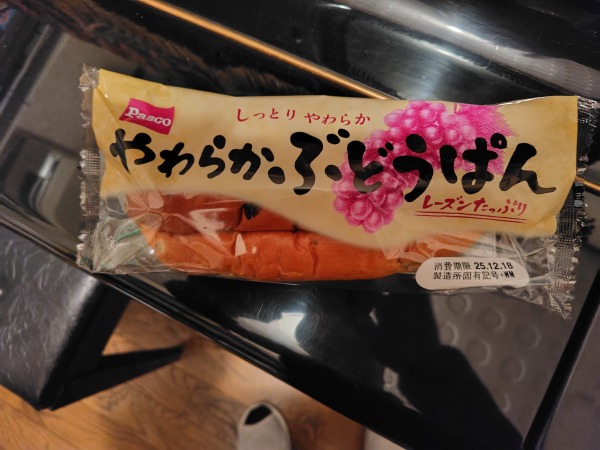 Pasco
しっとり やわらか
やわらかぶどうぱん
レーズンたっぷり
消費期限 25.12.18
製造所固有記号+WM